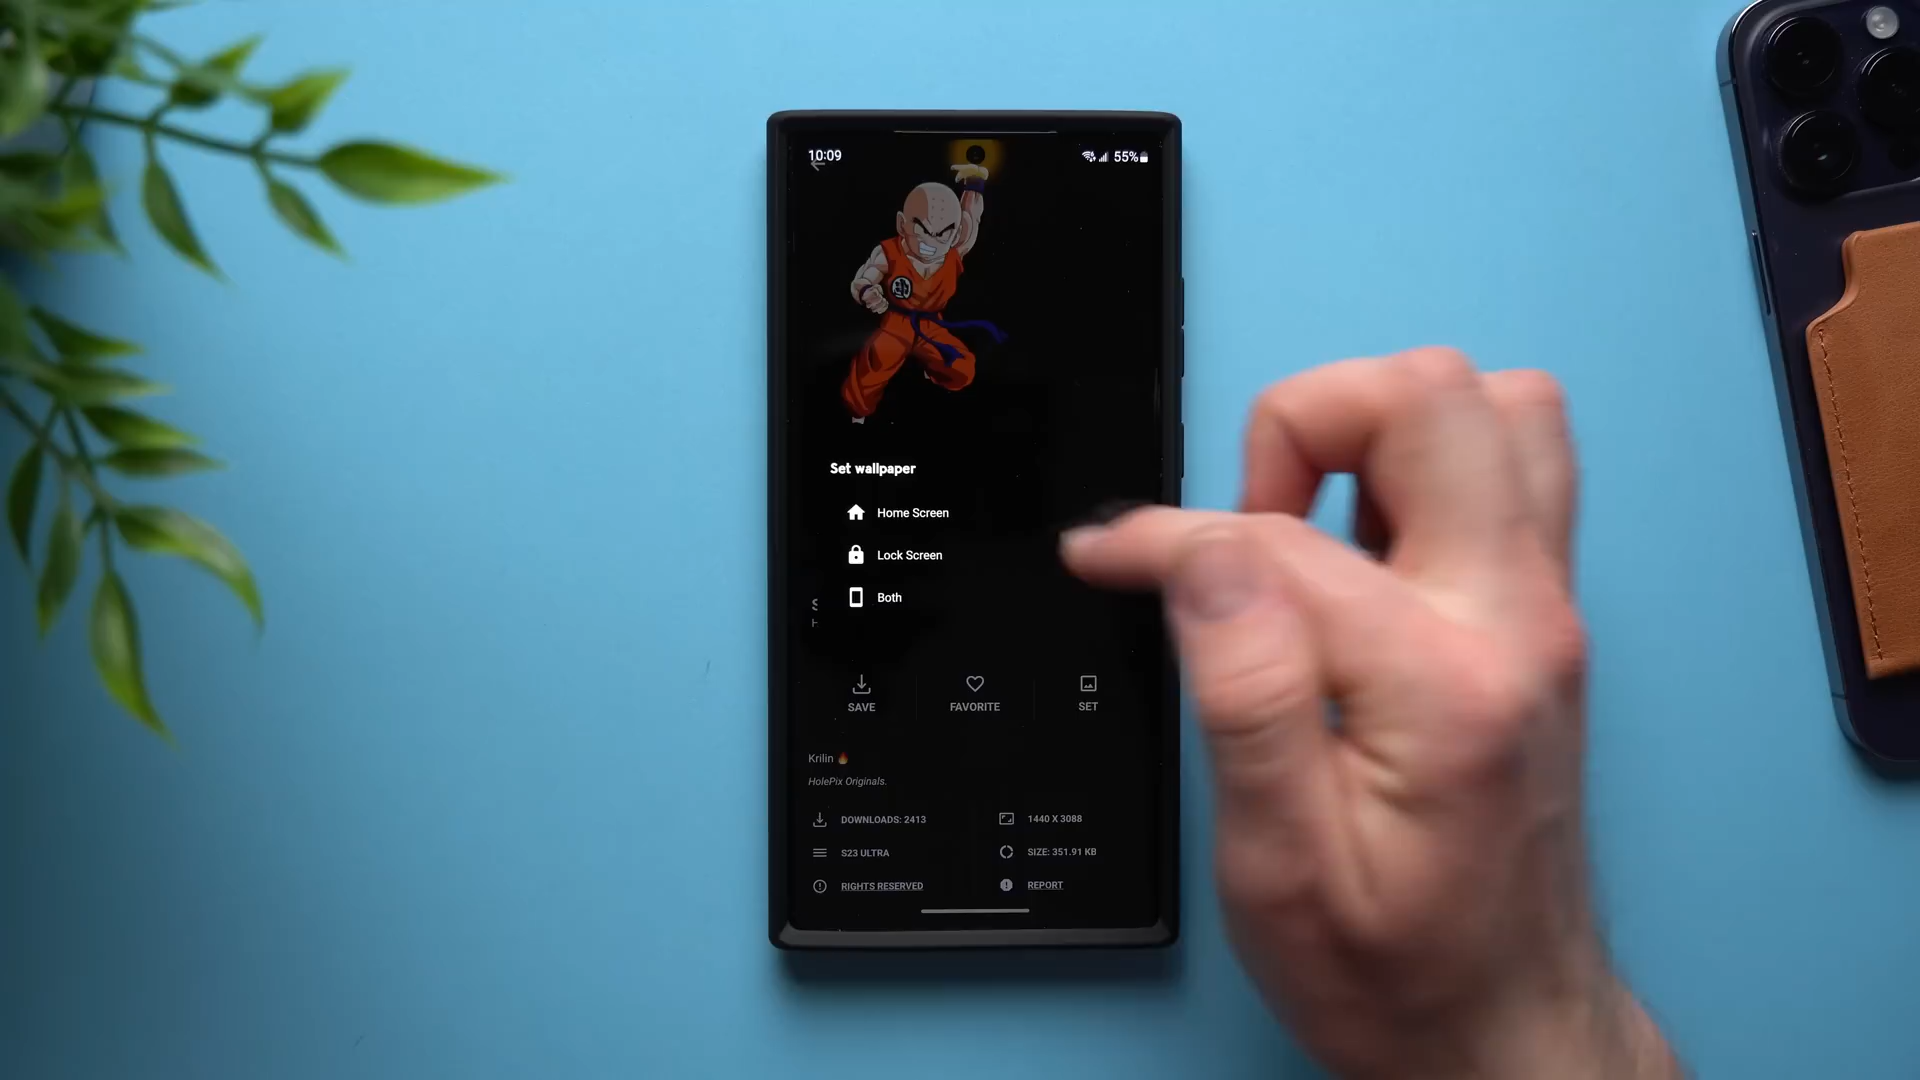 10:09
55%
Set wallpaper
Home Screen
Lock Screen
Both
S
H
SAVE
FAVORITE
SET
Krilin
HolePix Originals.
DOWNLOADS: 2413
1440 X 3088
S23 ULTRA
SIZE: 351.91 KB
RIGHTS RESERVED
REPORT